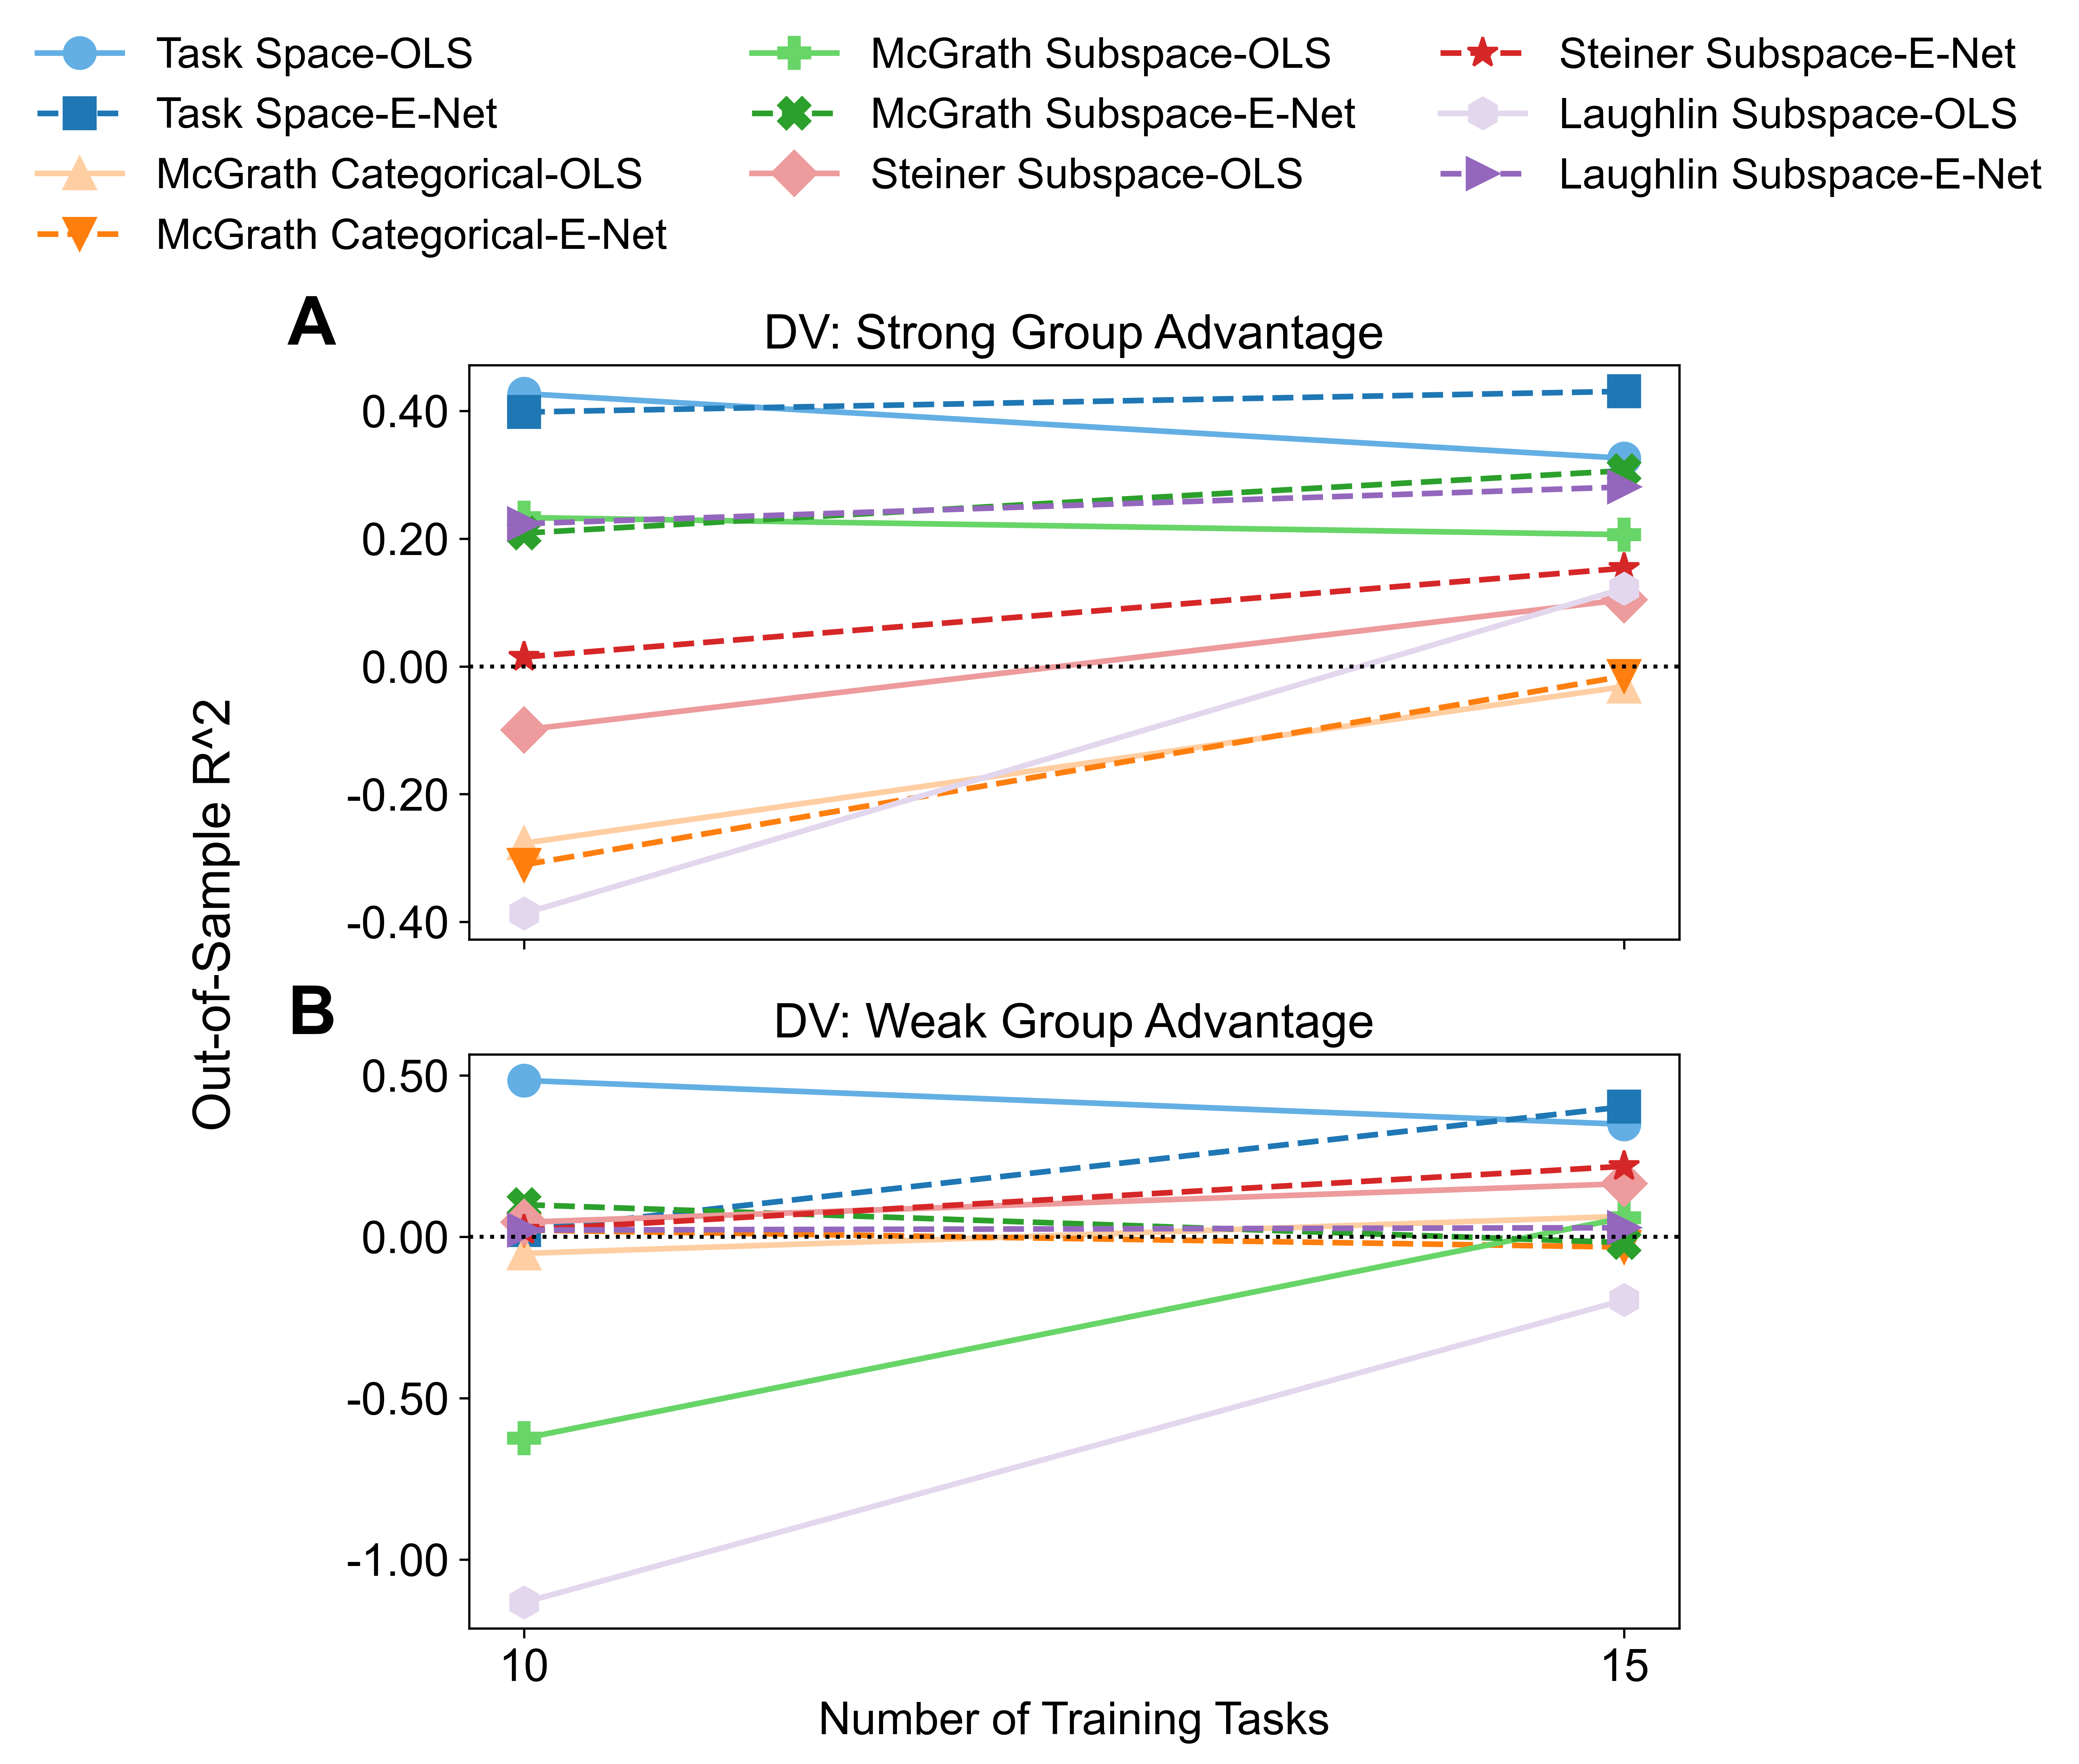 Task Space-OLS
Task Space-E-Net
McGrath Categorical-OLS
McGrath Categorical-E-Net
McGrath Subspace-OLS
McGrath Subspace-E-Net
Steiner Subspace-OLS
Steiner Subspace-E-Net
Laughlin Subspace-OLS
Laughlin Subspace-E-Net
A
DV: Strong Group Advantage
0.40
0.20
0.00
-0.20
-0.40
Out-of-Sample R^2
B
DV: Weak Group Advantage
0.50
0.00
-0.50
-1.00
10
15
Number of Training Tasks